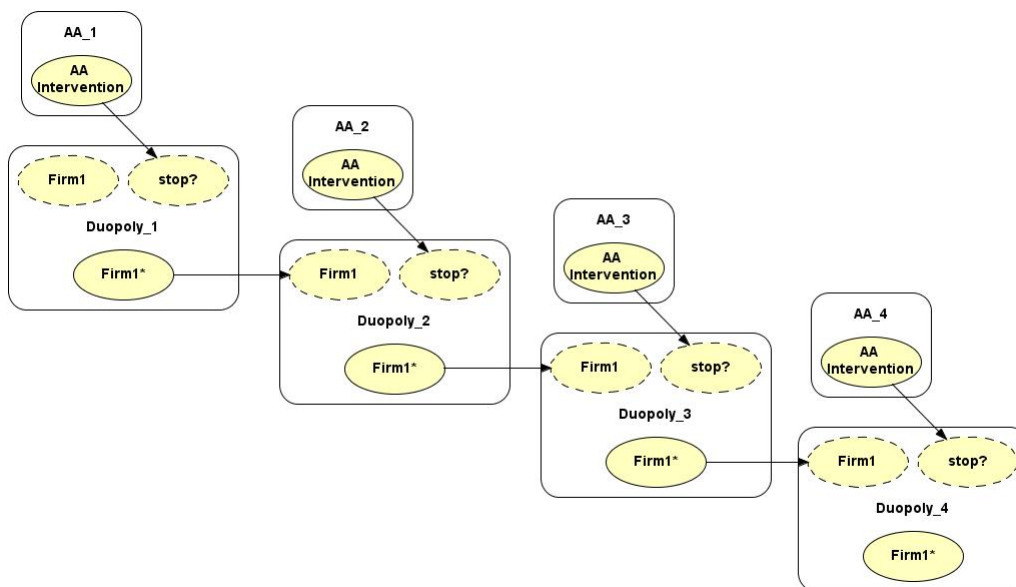 AA_1
AA
Intervention
Firm1
stop?
Duopoly_1
Firm1*
AA_2
AA
Intervention
Firm1
stop?
Duopoly_2
Firm1*
AA_3
AA
Intervention
Firm1
stop?
Duopoly_3
Firm1*
AA_4
AA
Intervention
Firm1
stop?
Duopoly_4
Firm1*